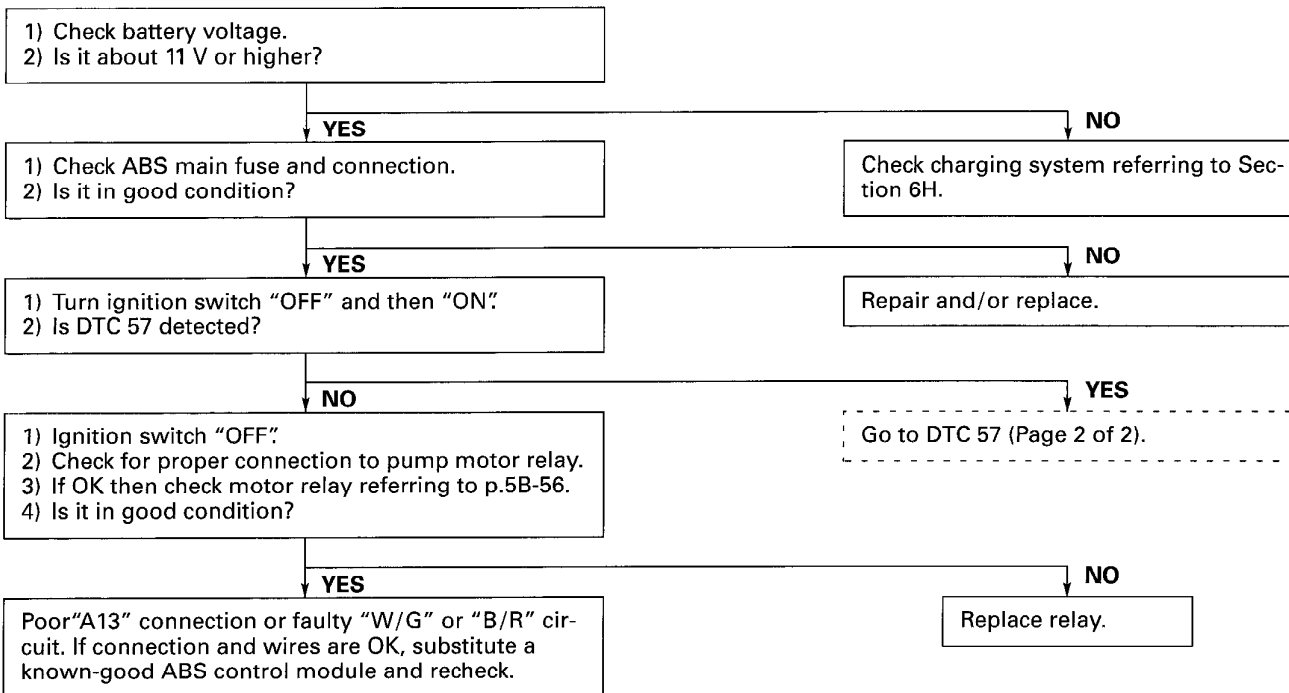 1) Check battery voltage.
2) Is it about 11 V or higher?
YES
NO
1) Check ABS main fuse and connection.
2) Is it in good condition?
Check charging system referring to Sec-
tion 6H.
YES
NO
1) Turn ignition switch “OFF” and then “ON”.
2) Is DTC 57 detected?
Repair and/or replace.
NO
YES
1) Ignition switch “OFF”.
2) Check for proper connection to pump motor relay.
3) If OK then check motor relay referring to p.5B-56.
4) Is it in good condition?
Go to DTC 57 (Page 2 of 2).
YES
NO
Poor“A13” connection or faulty “W/G” or “B/R” cir-
cuit. If connection and wires are OK, substitute a
known-good ABS control module and recheck.
Replace relay.